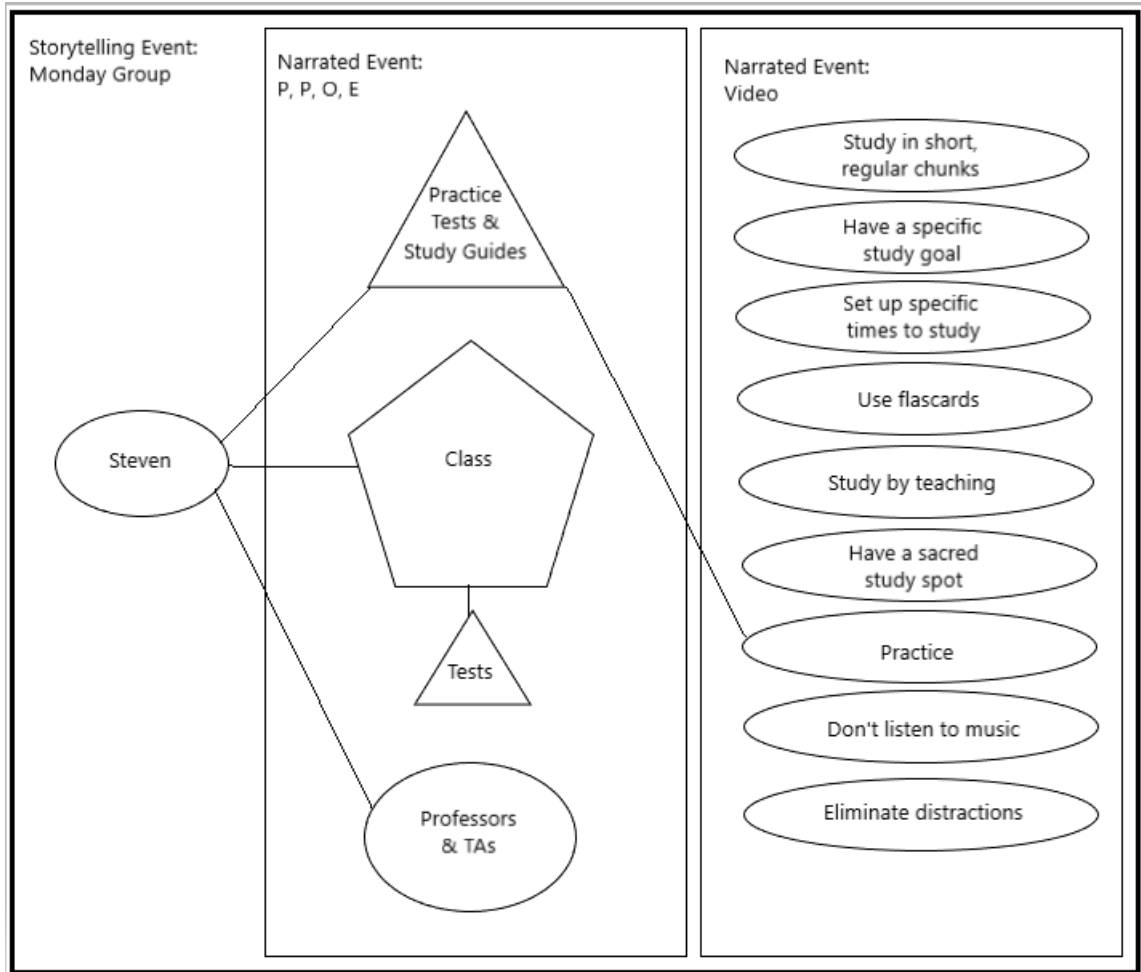 Storytelling Event:
Monday Group
Narrated Event:
P, P, O, E
Narrated Event:
Video
Steven
Practice
Tests &
Study Guides
Class
Tests
Professors
& TAs
Study in short,
regular chunks
Have a specific
study goal
Set up specific
times to study
Use flascards
Study by teaching
Have a sacred
study spot
Practice
Don't listen to music
Eliminate distractions